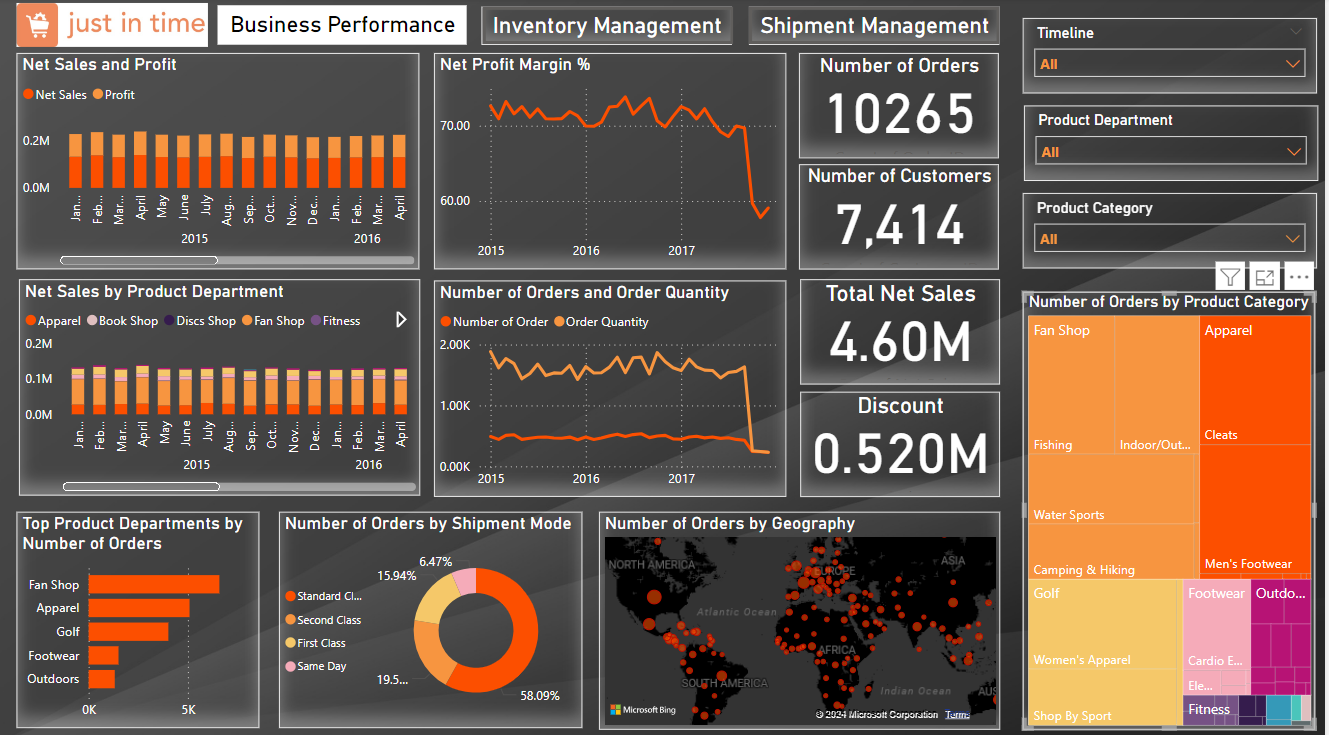 just in time
Business Performance
Inventory Management
Shipment Management
Timeline
All
Product Department
All
Product Category
All
Net Sales and Profit
Net Sales Profit
0.2M
0.0M
Jan...
Feb...
Mar...
April
May
June
July
Aug...
Sep...
Oct...
Nov...
Dec...
Jan...
Feb...
Mar...
April
2015
2016
Net Profit Margin %
70.00
60.00
2015
2016
2017
Number of Orders
10265
Number of Customers
7,414
Net Sales by Product Department
Apparel Book Shop Discs Shop Fan Shop Fitness
0.2M
0.1M
0.0M
Jan...
Feb...
Mar...
April
May
June
July
Aug...
Sep...
Oct...
Nov...
Dec...
Jan...
Feb...
Mar...
April
2015
2016
Number of Orders and Order Quantity
Number of Order Order Quantity
2.00K
1.00K
0.00K
2015
2016
2017
Total Net Sales
4.60M
Discount
0.520M
Number of Orders by Product Category
Fan Shop
Fishing
Indoor/Out...
Water Sports
Camping & Hiking
Apparel
Cleats
Men's Footwear
Golf
Women's Apparel
Shop By Sport
Footwear
Cardio E...
Ele...
Outdo...
Fitness
Top Product Departments by
Number of Orders
Fan Shop
Apparel
Golf
Footwear
Outdoors
0K
5K
Number of Orders by Shipment Mode
Standard Cl...
Second Class
First Class
Same Day
6.47%
15.94%
19.5...
58.09%
Number of Orders by Geography
NORTH AMERICA
EUROPE
ASIA
Atlantic Ocean
AFRICA
SOUTH AMERICA
Indian Ocean
AUS
Microsoft Bing
© 2024 Microsoft Corporation Terms